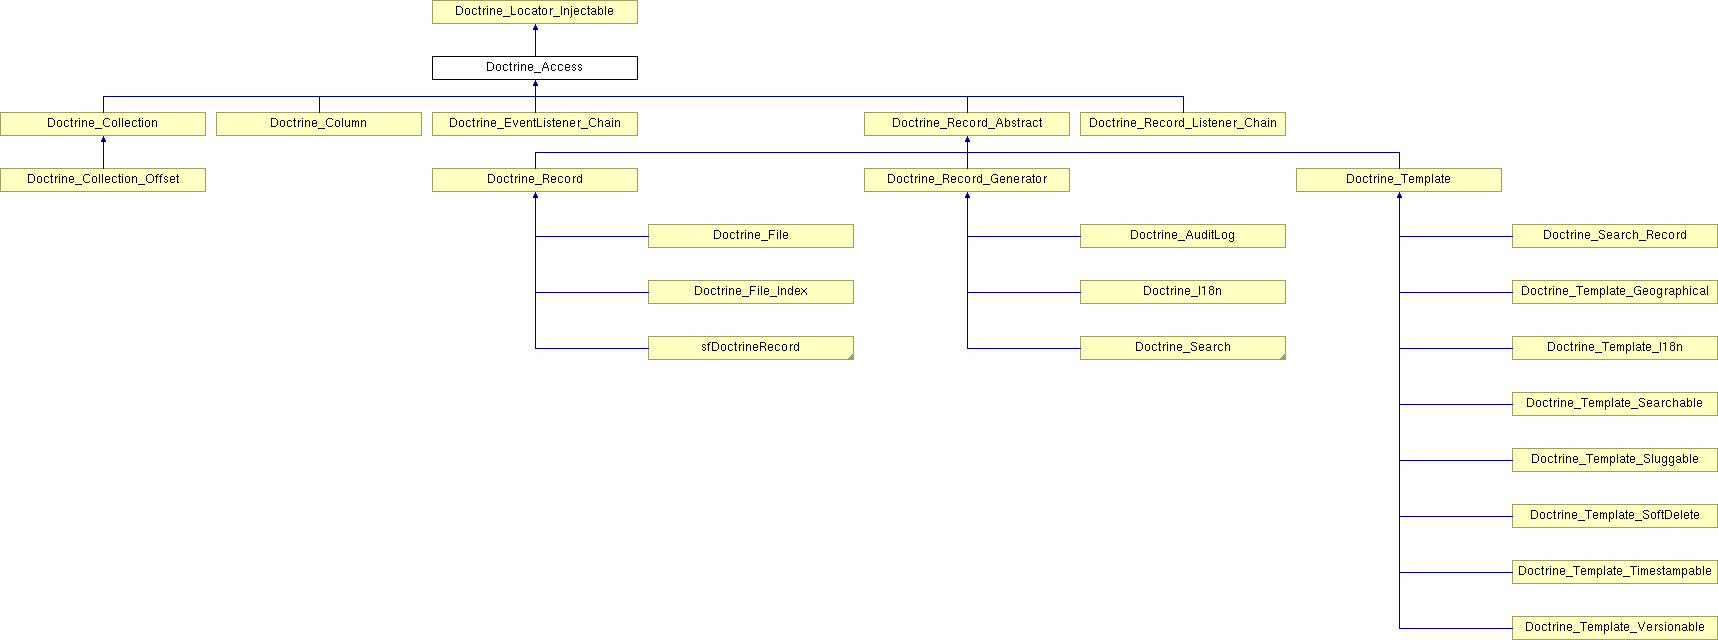 Doctrine_Locator_Injectable
Doctrine_Access
Doctrine_Collection
Doctrine_Column
Doctrine_EventListener_Chain
Doctrine_Record_Abstract
Doctrine_Record_Listener_Chain
Doctrine_Collection_Offset
Doctrine_Record
Doctrine_Record_Generator
Doctrine_Template
Doctrine_File
Doctrine_AuditLog
Doctrine_Search_Record
Doctrine_File_Index
Doctrine_I18n
Doctrine_Template_Geographical
sfDoctrineRecord
Doctrine_Search
Doctrine_Template_I18n
Doctrine_Template_Searchable
Doctrine_Template_Sluggable
Doctrine_Template_SoftDelete
Doctrine_Template_Timestampable
Doctrine_Template_Versionable